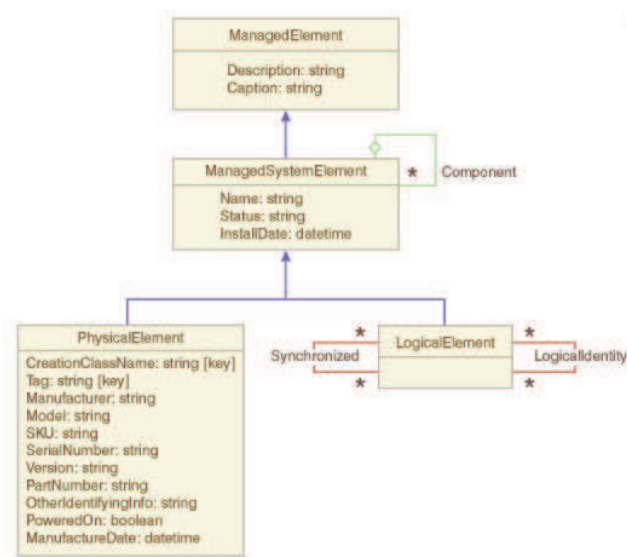 ManagedElement
Description: string
Caption: string
ManagedSystemElement
*
Component
Name: string
Status: string
InstallDate: datetime
PhysicalElement
CreationClassName: string [key]
Tag: string [key]
Manufacturer: string
Model: string
SKU: string
SerialNumber: string
Version: string
PartNumber: string
OtherIdentifyingInfo: string
PoweredOn: boolean
ManufactureDate: datetime
*
Synchronized
*
LogicalElement
*
LogicalIdentity
*